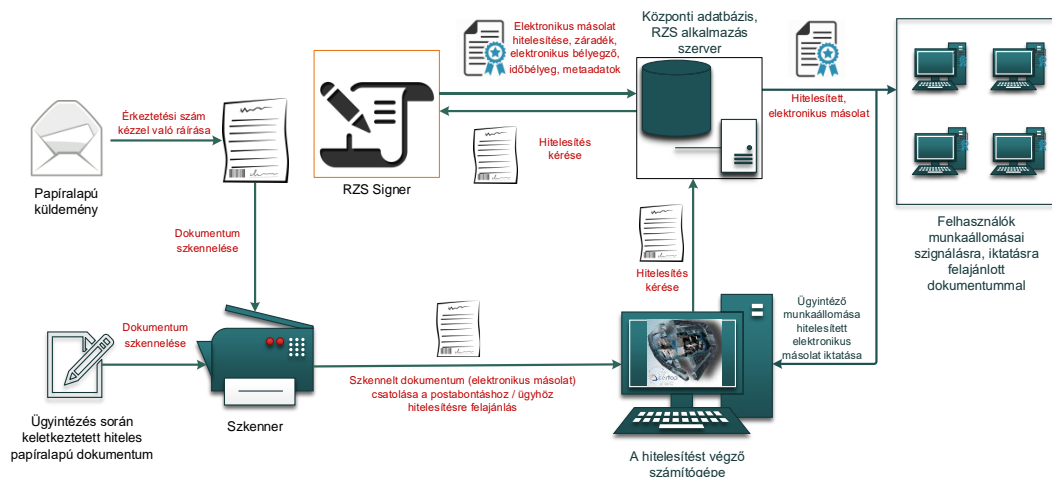 Elektronikus másolat
hitelesítése, záradék,
elektronikus bélyegző,
időbélyeg, metaadatok
Központi adatbázis,
RZS alkalmazás
szerver
Érkeztetési szám
kézzel való ráírása
Hitelesítés
kérése
Hitelesített,
elektronikus másolat
Papíralapú
küldemény
RZS Signer
Dokumentum
szkennelése
Hitelesítés
kérése
Felhasználók
munkaállomásai
szignálásra, iktatásra
felajánlott
dokumentummal
Dokumentum
szkennelése
Ügyintéző
munkaállomása
hitelesített
elektronikus
másolat iktatása
Szkennelt dokumentum (elektronikus másolat)
csatolása a postabontáshoz / ügyhöz
hitelesítésre felajánlás
Ügyintézés során
keletkeztetett hiteles
papíralapú dokumentum
Szkenner
A hitelesítést végző
számítógépe